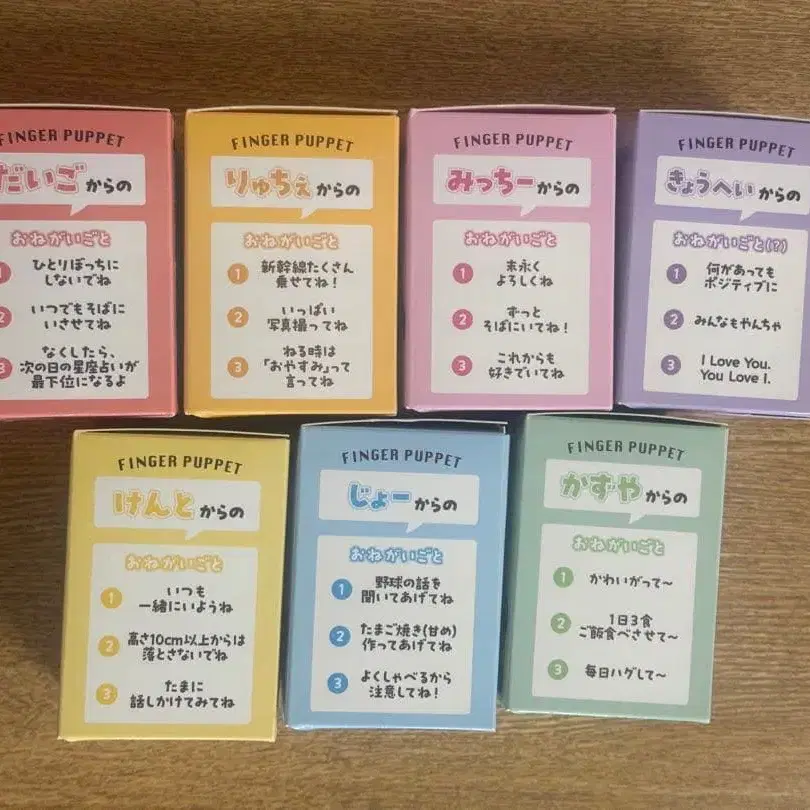 FINGER PUPPET
だいごからの
おねがいごと
1 ひとりぼっちに
しないでね
2 いつでもそばに
いさせてね
3 なくしたら、
次の日の星座占いが
最下位になるよ
FINGER PUPPET
りゅちぇからの
おねがいごと
1 新幹線たくさん
乗せてね!
2 いっぱい
写真撮ってね
3 ねる時は
「おやすみ」って
言ってね
FINGER PUPPET
みっちーからの
おねがいごと
1 末永く
よろしくね
2 ずっと
そばにいてね!
3 これからも
好きでいてね
FINGER PUPPET
きょうへいからの
おねがいごと(?)
1 何があっても
ポジティブに
2 みんなもやんちゃ
3 I Love You.
You Love I.
FINGER PUPPET
けんとからの
おねがいごと
1 いつも
一緒にいようね
2 高さ10cm以上からは
落とさないでね
3 たまに
話しかけてみてね
FINGER PUPPET
じょーからの
おねがいごと
1 野球の話を
聞いてあげてね
2 たまご焼き(甘め)
作ってあげてね
3 よくしゃべるから
注意してね!
FINGER PUPPET
かずやからの
おねがいごと
1 かわいがって~
2 1日3食
ご飯食べさせて~
3 毎日ハグして~